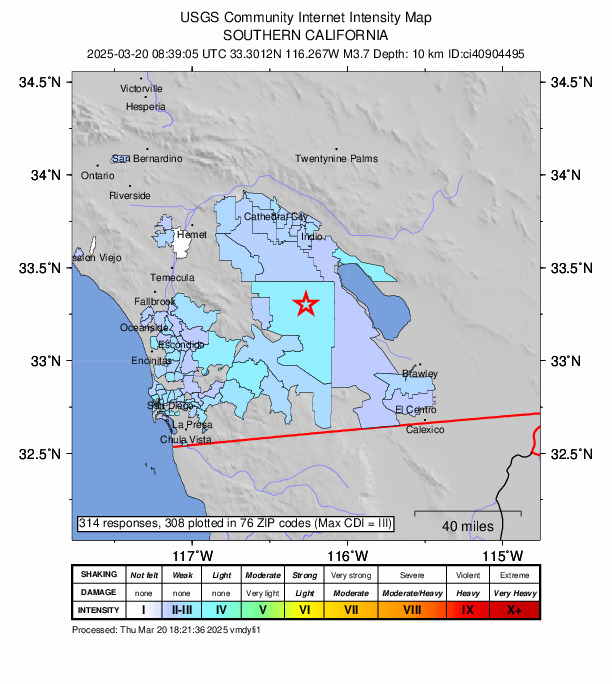 USGS Community Internet Intensity Map
SOUTHERN CALIFORNIA
2025-03-20 08:39:05 UTC 33.3012N 116.267W M3.7 Depth: 10 km ID:ci40904495
34.5°N 34.5°N
Victorville
Hesperia
San Bernardino Twentynine Palms
Ontario
34°N 34°N
Riverside
Cathedral City
Hemet Indio
ssion Viejo
33.5°N 33.5°N
Temecula
Fallbrook
Oceanside
Escondido
33°N 33°N
Encinitas
Brawley
San Diego El Centro
La Presa
Calexico
Chula Vista
32.5°N 32.5°N
314 responses, 308 plotted in 76 ZIP codes (Max CDI = III)
40 miles
117°W 116°W 115°W
SHAKING Not felt Weak Light Moderate Strong Very strong Severe Violent Extreme
DAMAGE none none none Very light Light Moderate Moderate/Heavy Heavy Very Heavy
INTENSITY I II-III IV V VI VII VIII IX X+
Processed: Thu Mar 20 18:21:36 2025 vmdyfi1